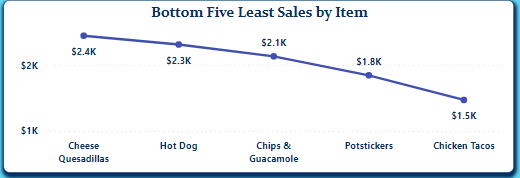 Bottom Five Least Sales by Item
$2K
$1K
$2.4K
$2.3K
$2.1K
$1.8K
$1.5K
Cheese
Quesadillas
Hot Dog
Chips &
Guacamole
Potstickers
Chicken Tacos